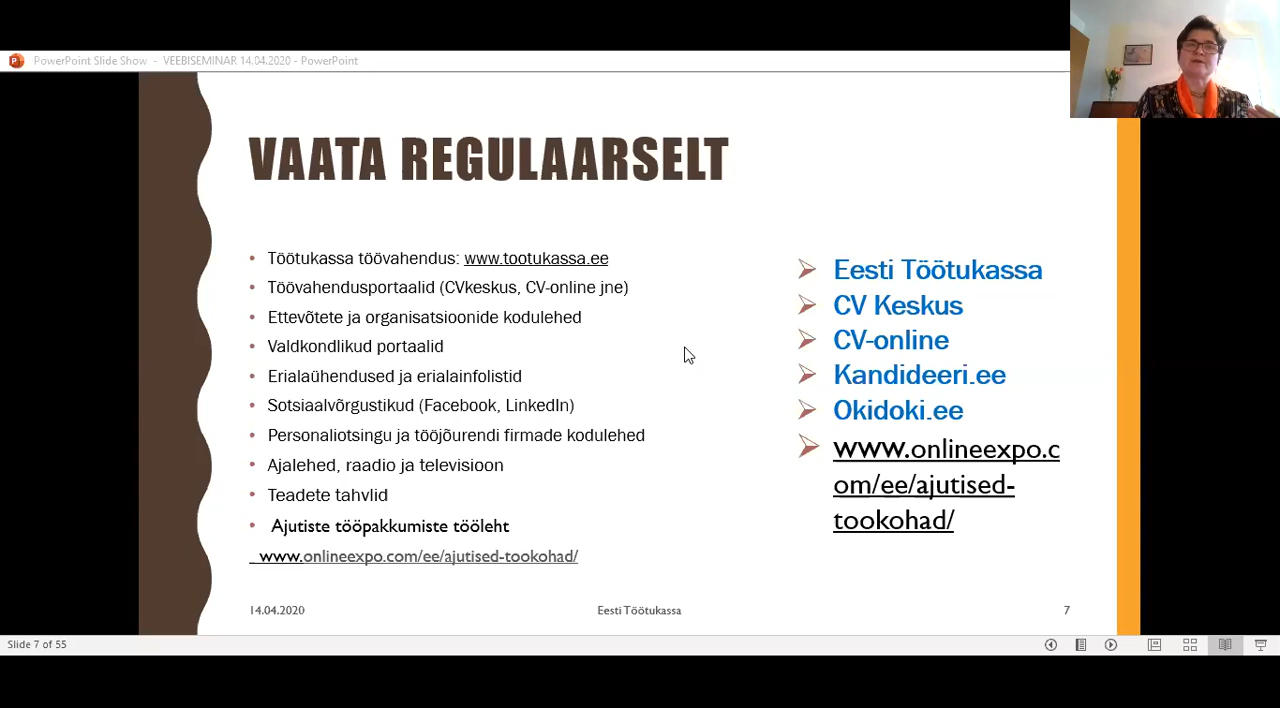 PowerPoint Slide Show - VEEBISEMINAR 14.04.2020 - PowerPoint
VAATA REGULAARSELT
• Töötukassa töövahendus: www.tootukassa.ee
• Töövahendusportaalid (CVkeskus, CV-online jne)
• Ettevõtete ja organisatsioonide kodulehed
• Valdkondlikud portaalid
• Erialaühendused ja erialainfolistid
• Sotsiaalvõrgustikud (Facebook, LinkedIn)
• Personaliotsingu ja tööjõurendi firmade kodulehed
• Ajalehed, raadio ja televisioon
• Teadete tahvlid
• Ajutiste tööpakkumiste tööleht
www.onlineexpo.com/ee/ajutised-tookohad/
Eesti Töötukassa
CV Keskus
CV-online
Kandideeri.ee
Okidoki.ee
www.onlineexpo.c
om/ee/ajutised-
tookohad/
14.04.2020
Eesti Töötukassa
7
Slide 7 of 55